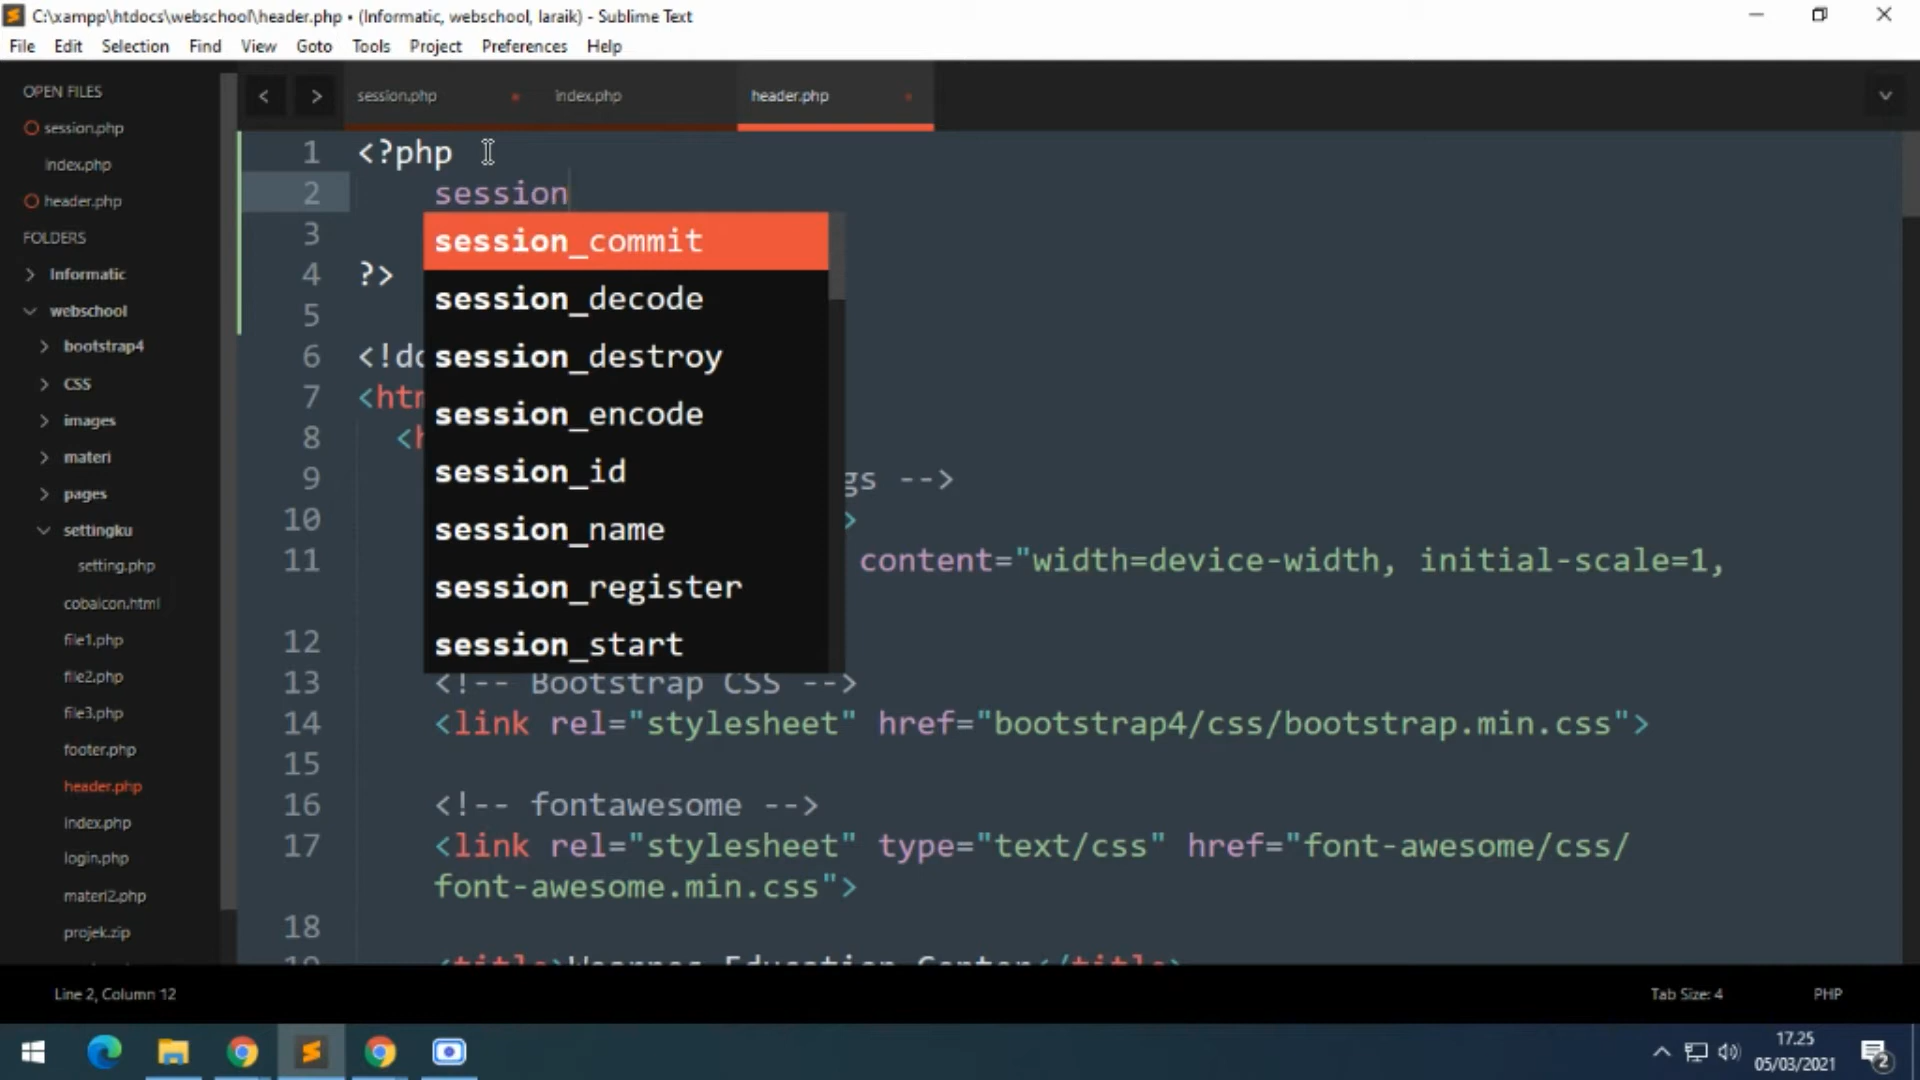 C:\xampp\htdocs\webschool\header.php • (Informatic, webschool, laraik) - Sublime Text
File Edit Selection Find View Goto Tools Project Preferences Help
OPEN FILES
session.php
index.php
header.php
FOLDERS
Informatic
webschool
bootstrap4
CSS
images
materi
pages
settingku
setting.php
cobaicon.html
file1.php
file2.php
file3.php
footer.php
header.php
index.php
login.php
materi2.php
projek.zip
session.php index.php header.php
1 <?php
2 session
3
4 ?>
5
6 <!do
7 <htm
8 <h
9 gs -->
10 >
11 content="width=device-width, initial-scale=1,
12
13 <!-- Bootstrap CSS -->
14 <link rel="stylesheet" href="bootstrap4/css/bootstrap.min.css">
15
16 <!-- fontawesome -->
17 <link rel="stylesheet" type="text/css" href="font-awesome/css/
font-awesome.min.css">
18
session_commit
session_decode
session_destroy
session_encode
session_id
session_name
session_register
session_start
Line 2, Column 12
Tab Size: 4 PHP
17.25
05/03/2021
2